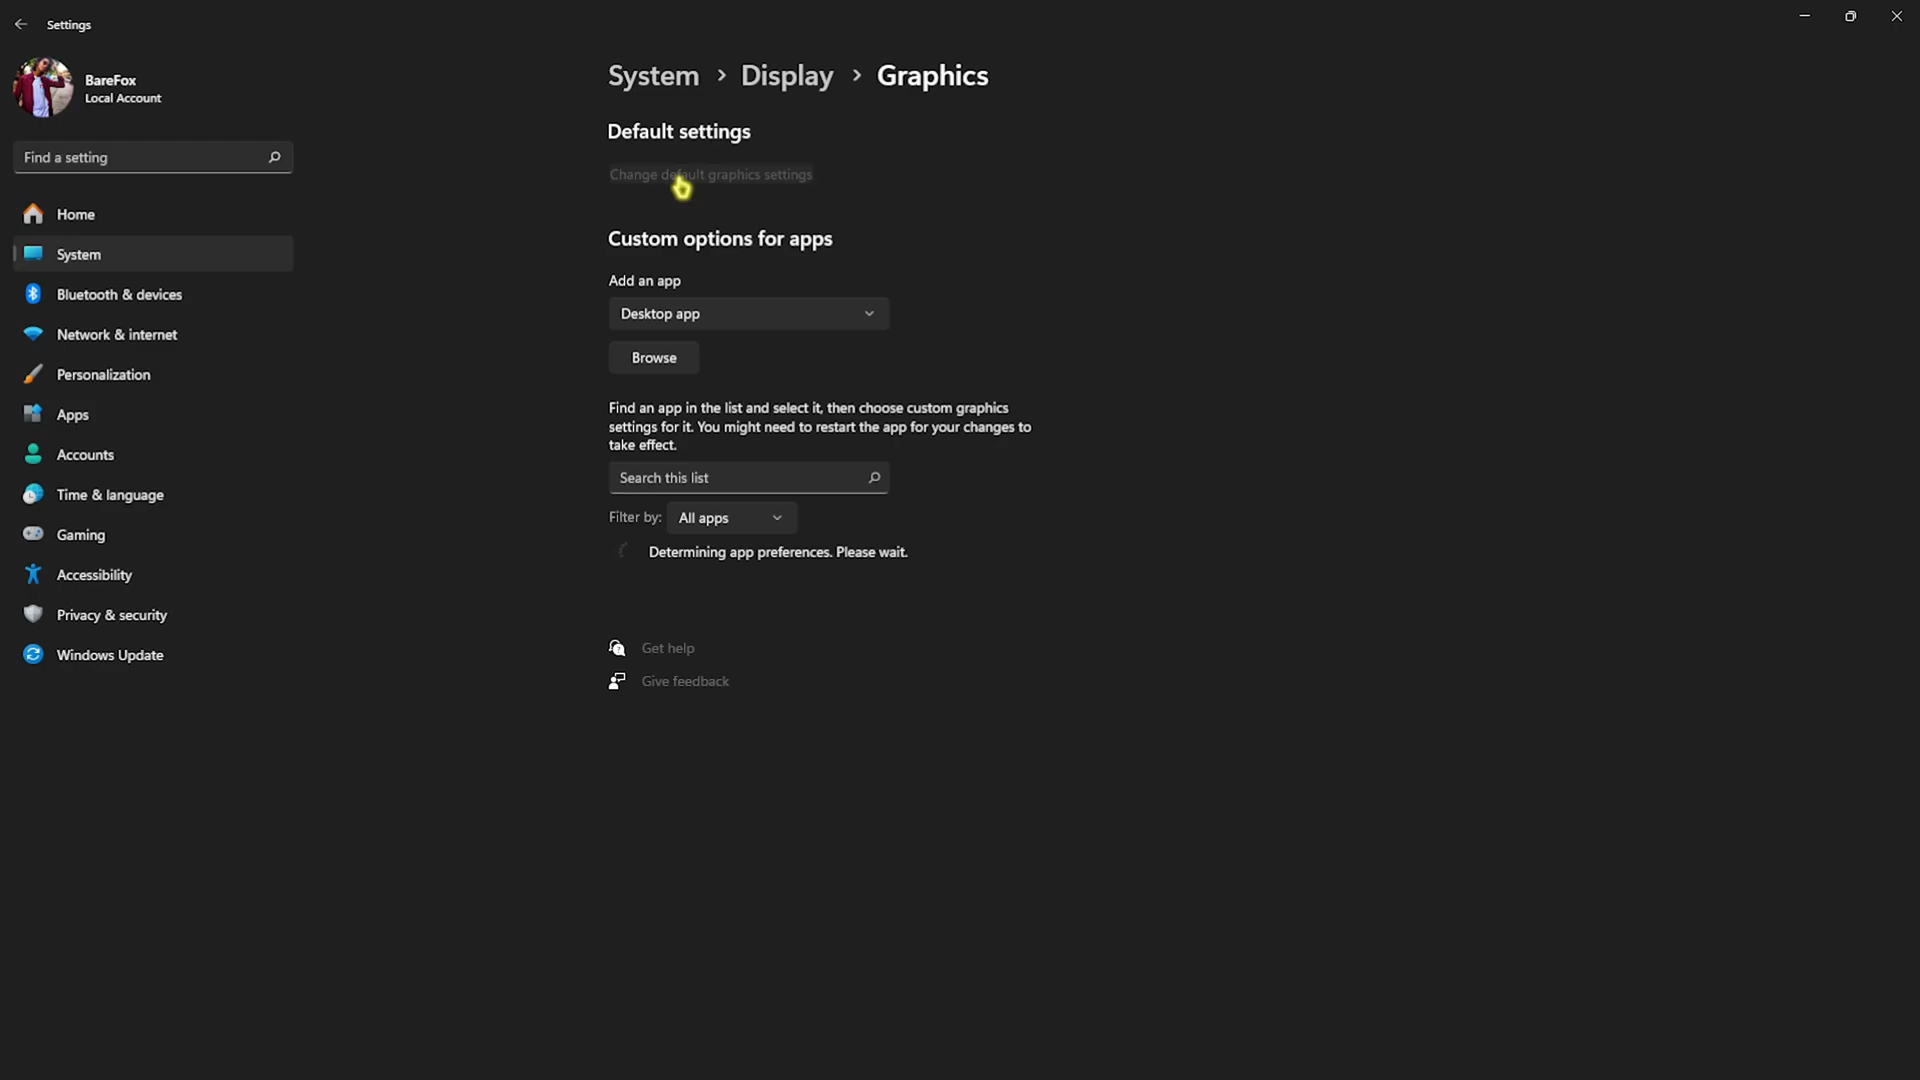 Settings
BareFox
Local Account
Find a setting
Home
System
Bluetooth & devices
Network & internet
Personalization
Apps
Accounts
Time & language
Gaming
Accessibility
Privacy & security
Windows Update
System > Display > Graphics
Default settings
Change default graphics settings
Custom options for apps
Add an app
Desktop app
Browse
Find an app in the list and select it, then choose custom graphics
settings for it. You might need to restart the app for your changes to
take effect.
Search this list
Filter by: All apps
Determining app preferences. Please wait.
Get help
Give feedback